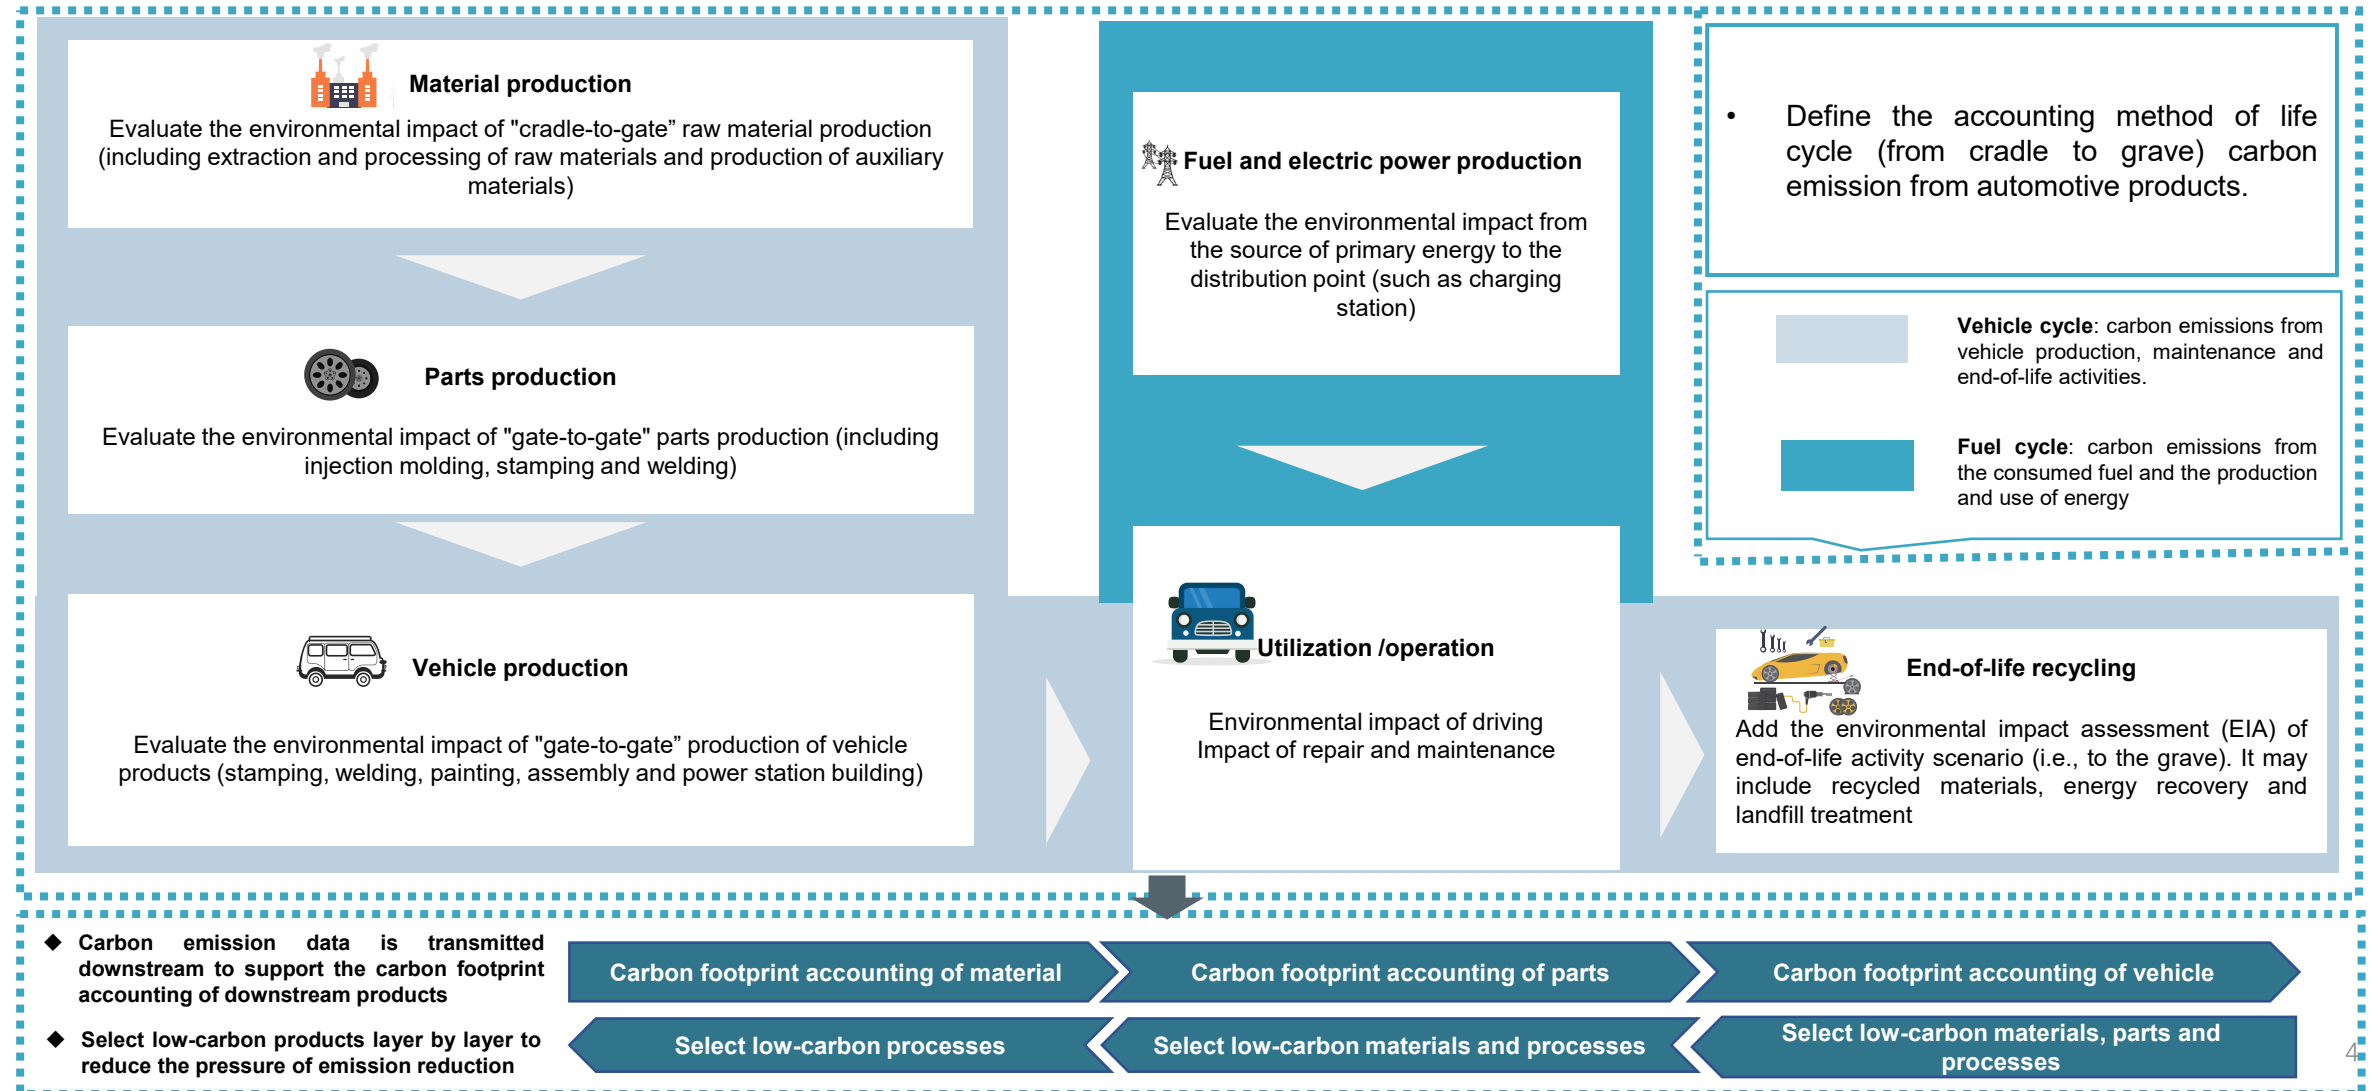 Material production
Evaluate the environmental impact of "cradle-to-gate” raw material production
(including extraction and processing of raw materials and production of auxiliary
materials)
Parts production
Evaluate the environmental impact of "gate-to-gate" parts production (including
injection molding, stamping and welding)
Vehicle production
Evaluate the environmental impact of "gate-to-gate” production of vehicle
products (stamping, welding, painting, assembly and power station building)
Fuel and electric power production
Evaluate the environmental impact from
the source of primary energy to the
distribution point (such as charging
station)
Utilization /operation
Environmental impact of driving
Impact of repair and maintenance
• Define the accounting method of life
cycle (from cradle to grave) carbon
emission from automotive products.
Vehicle cycle: carbon emissions from
vehicle production, maintenance and
end-of-life activities.
Fuel cycle: carbon emissions from
the consumed fuel and the production
and use of energy
End-of-life recycling
Add the environmental impact assessment (EIA) of
end-of-life activity scenario (i.e., to the grave). It may
include recycled materials, energy recovery and
landfill treatment
◆ Carbon emission data is transmitted
downstream to support the carbon footprint
accounting of downstream products
◆ Select low-carbon products layer by layer to
reduce the pressure of emission reduction
Carbon footprint accounting of material
Carbon footprint accounting of parts
Carbon footprint accounting of vehicle
Select low-carbon processes
Select low-carbon materials and processes
Select low-carbon materials, parts and
processes
4